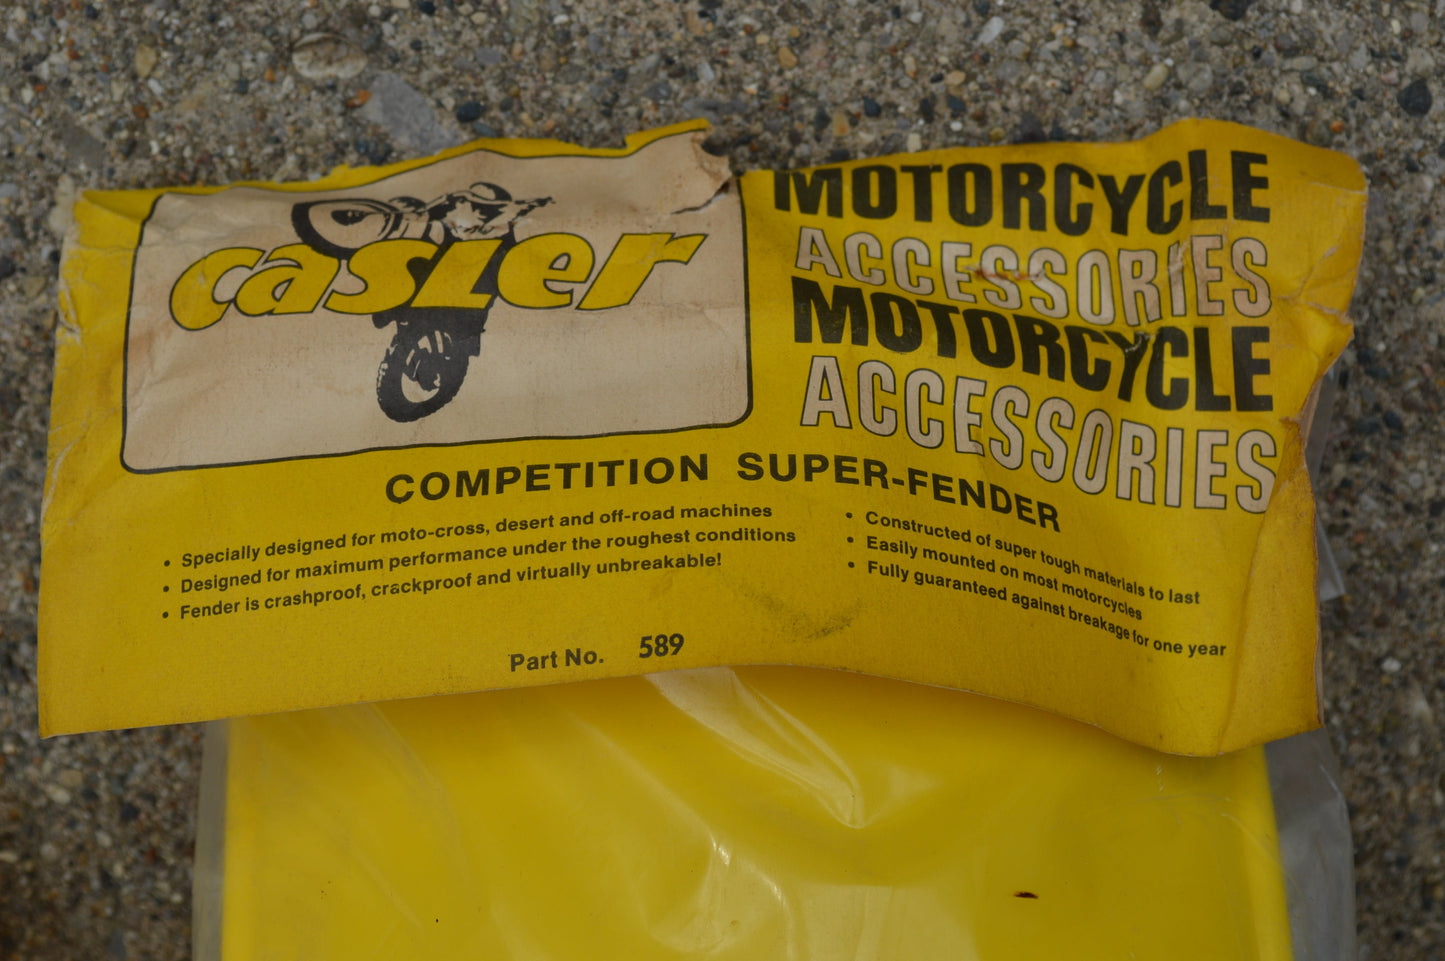 casler
MOTORCYCLE
ACCESSORIES
MOTORCYCLE
ACCESSORIES
COMPETITION SUPER-FENDER
• Specially designed for moto-cross, desert and off-road machines
• Designed for maximum performance under the roughest conditions
• Fender is crashproof, crackproof and virtually unbreakable!
• Constructed of super tough materials to last
• Easily mounted on most motorcycles
• Fully guaranteed against breakage for one year
Part No. 589